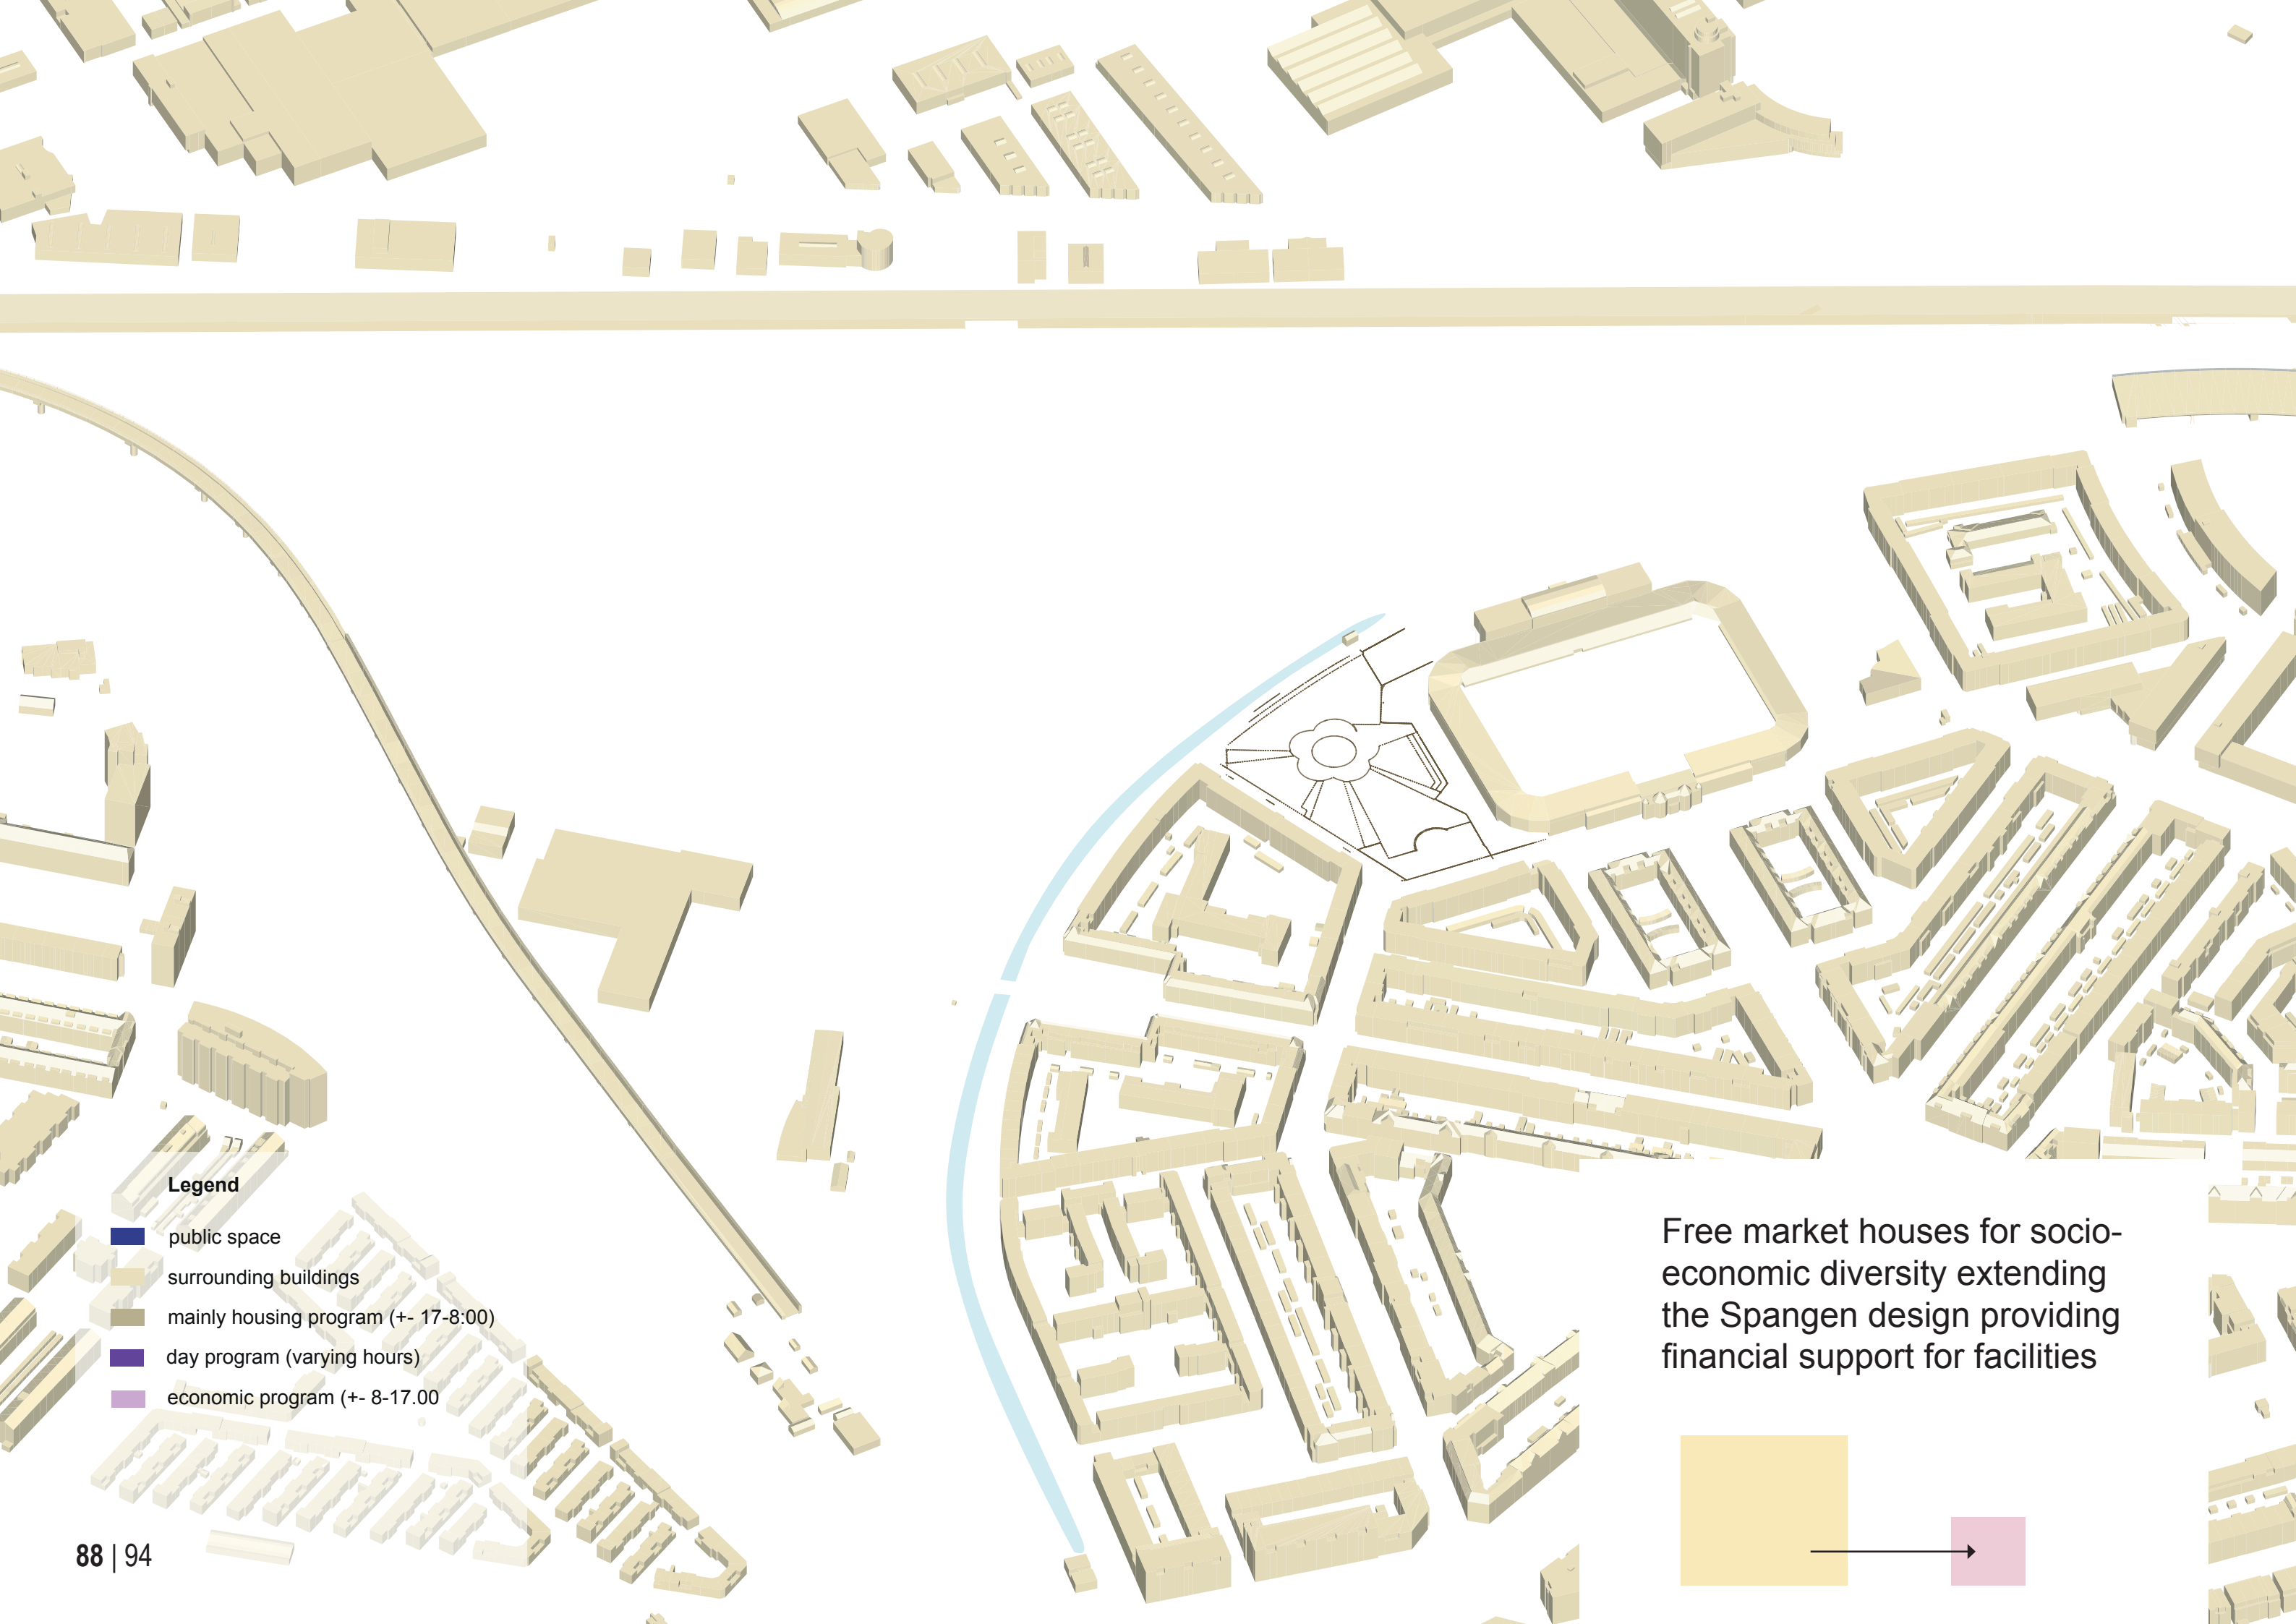 Legend
public space
surrounding buildings
mainly housing program (+- 17-8:00)
day program (varying hours)
economic program (+- 8-17.00
Free market houses for socio-
economic diversity extending
the Spangen design providing
financial support for facilities
88 | 94